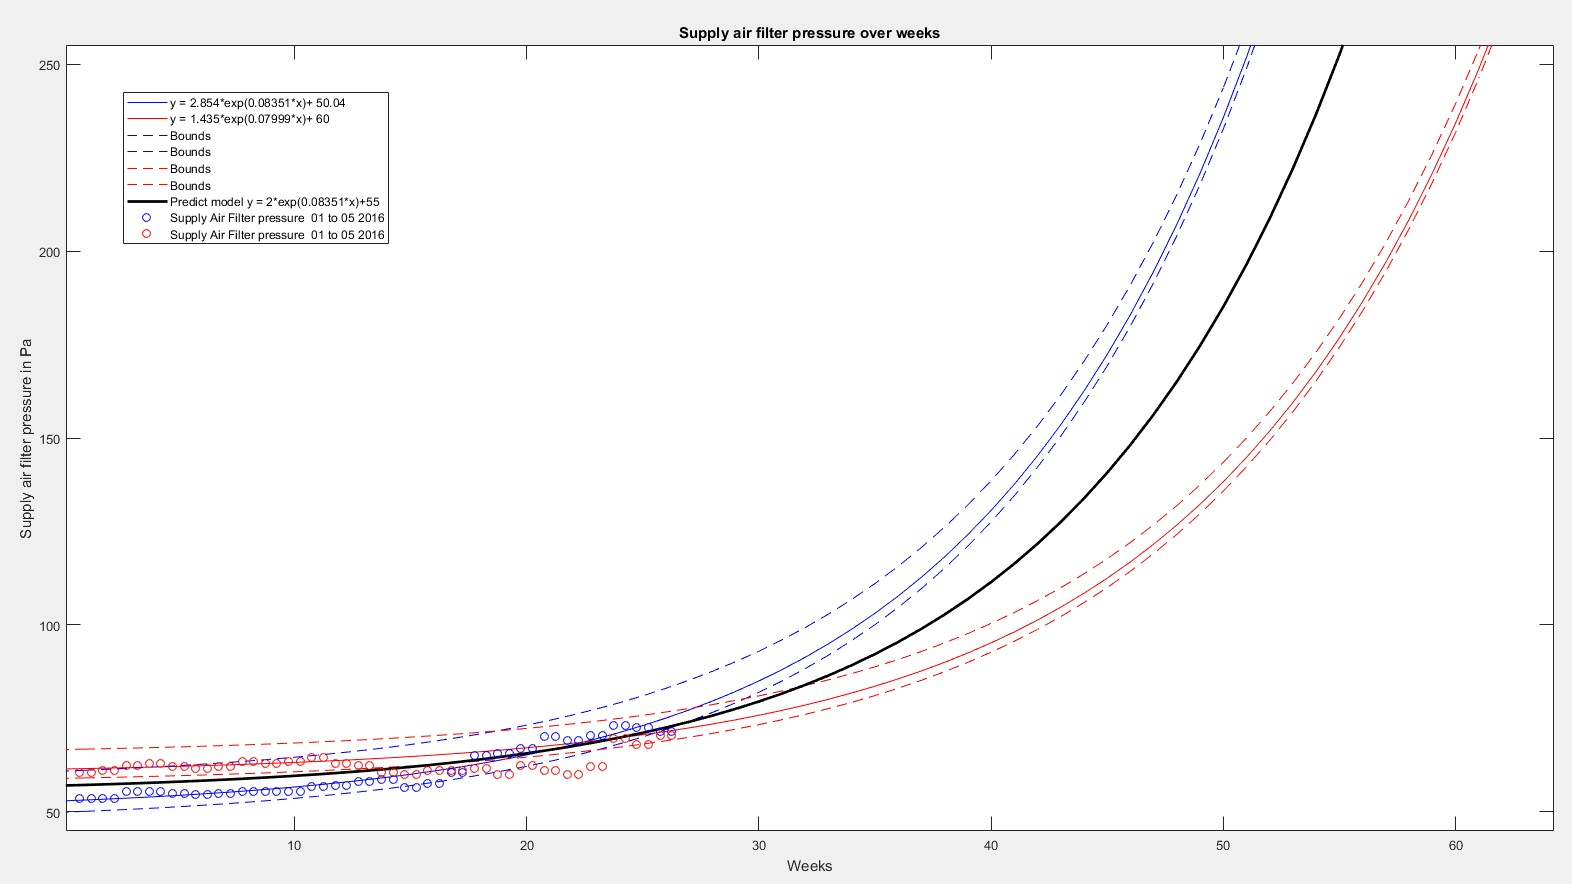 Supply air filter pressure over weeks
250
200
150
100
50
Supply air filter pressure in Pa
y = 2.854*exp(0.08351*x)+ 50.04
y = 1.435*exp(0.07999*x)+ 60
Bounds
Bounds
Bounds
Bounds
Predict model y = 2*exp(0.08351*x)+55
Supply Air Filter pressure  01 to 05 2016
Supply Air Filter pressure  01 to 05 2016
10 20 30 40 50 60
Weeks